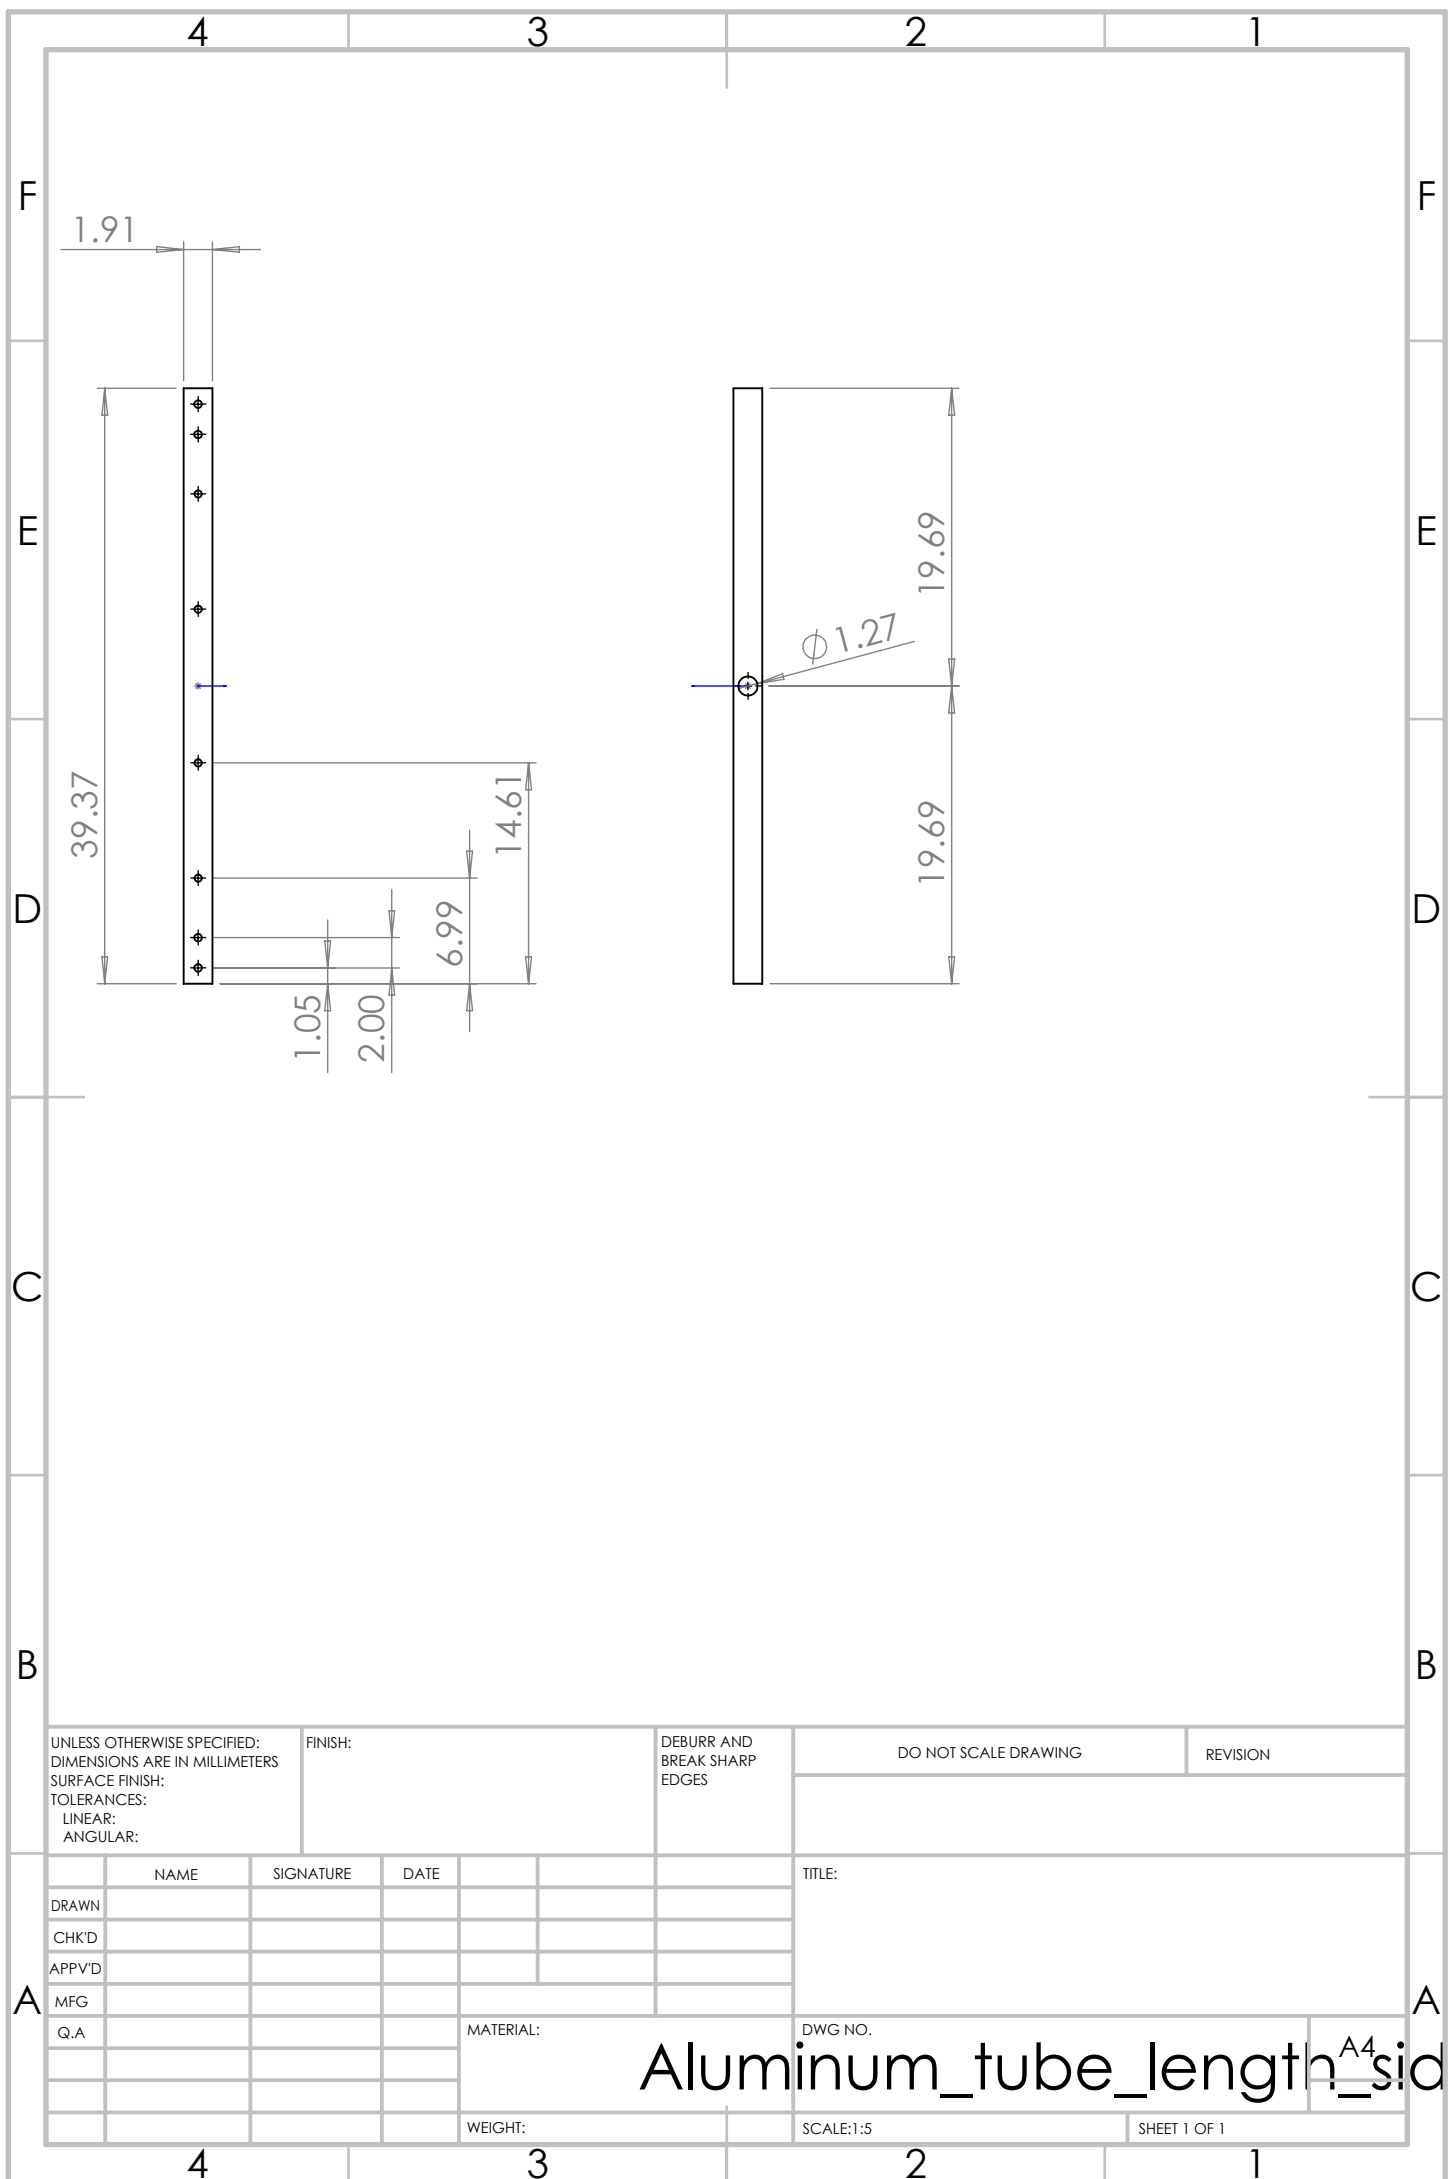 4 3 2 1
F F
1.91
E E
19.69
⌀1.27
39.37
14.61
19.69
D D
6.99
1.05
2.00
C C
B B
UNLESS OTHERWISE SPECIFIED:
DIMENSIONS ARE IN MILLIMETERS
SURFACE FINISH:
TOLERANCES:
LINEAR:
ANGULAR:
FINISH:
DEBURR AND
BREAK SHARP
EDGES
DO NOT SCALE DRAWING
REVISION
NAME SIGNATURE DATE
TITLE:
DRAWN
CHK'D
APPV'D
A A
MFG
Q.A
MATERIAL:
DWG NO.
Aluminum_tube_length_sid
A4
WEIGHT:
SCALE:1:5
SHEET 1 OF 1
4 3 2 1